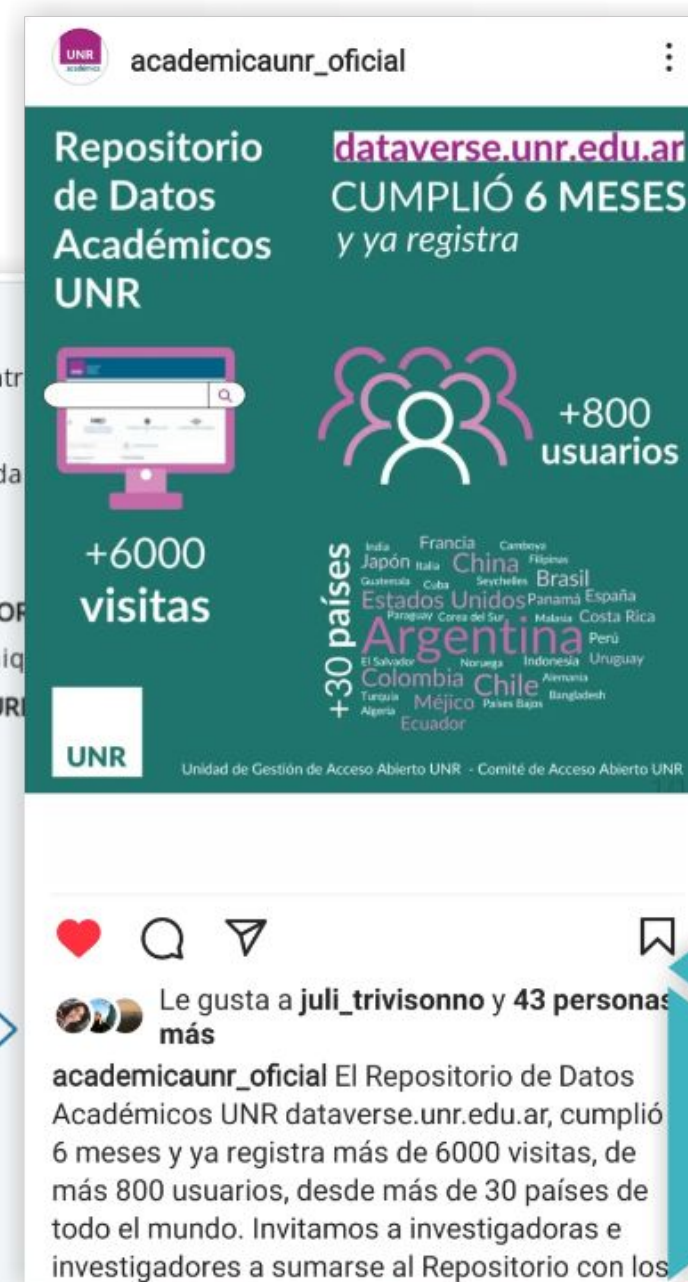 UNR
academicaunr_oficial
Repositorio
de Datos
Académicos
UNR
dataverse.unr.edu.ar
CUMPLIÓ 6 MESES
y ya registra
+6000
visitas
+800
usuarios
+30 países
India
Francia
Camboya
Japón
Italia
China
Filipinas
Guatemala
Cuba
Seychelles
Brasil
Estados Unidos
Panamá
España
Paraguay
Corea del Sur
Malasia
Costa Rica
Argentina
Perú
El Salvador
Noruega
Indonesia
Uruguay
Colombia
Chile
Alemania
Turquía
Méjico
Países Bajos
Bangladesh
Algeria
Ecuador
UNR
Unidad de Gestión de Acceso Abierto UNR - Comité de Acceso Abierto UNR
Le gusta a juli_trivisonno y 43 personas
más
academicaunr_oficial El Repositorio de Datos
Académicos UNR dataverse.unr.edu.ar, cumplió
6 meses y ya registra más de 6000 visitas, de
más 800 usuarios, desde más de 30 países de
todo el mundo. Invitamos a investigadoras e
investigadores a sumarse al Repositorio con los